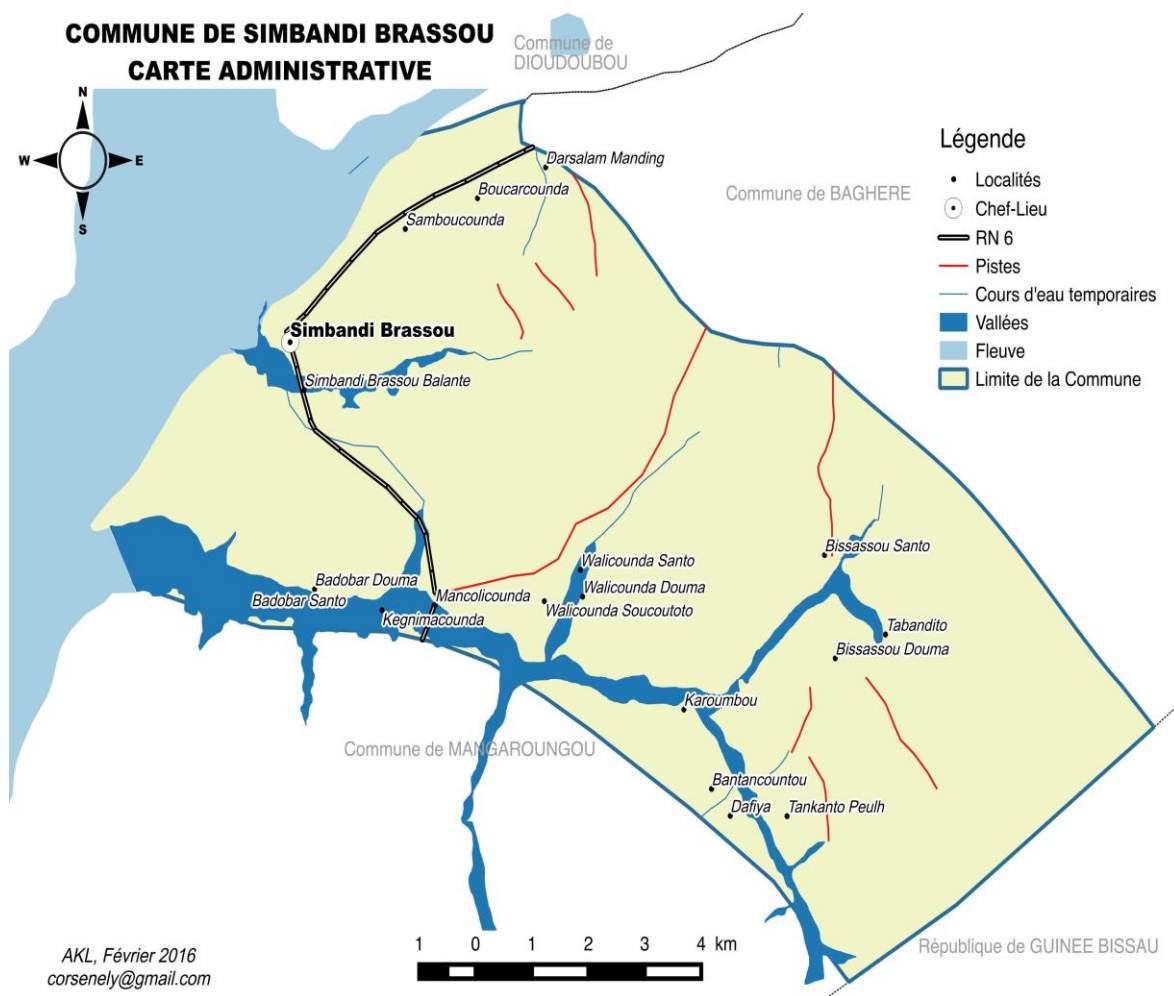 COMMUNE DE SIMBANDI BRASSOU
CARTE ADMINISTRATIVE
N
W
E
S
Commune de
DIOUDOUBOU
Darsalam Manding
Boucarcounda
Samboucounda
Commune de BAGHERE
Légende
Localités
Chef-Lieu
RN 6
Pistes
Cours d'eau temporaires
Vallées
Fleuve
Limite de la Commune
Simbandi Brassou
Simbandi Brassou Balante
Bissassou Santo
Walicounda Santo
Badobar Douma
Walicounda Douma
Badobar Santo
Mancolicounda
Walicounda Soucoutoto
Kegnimacounda
Tabandito
Bissassou Douma
Karoumbou
Commune de MANGAROUNGOU
Bantancountou
Dafiya
Tankanto Peulh
République de GUINEE BISSAU
1 0 1 2 3 4 km
AKL, Février 2016
corsenely@gmail.com